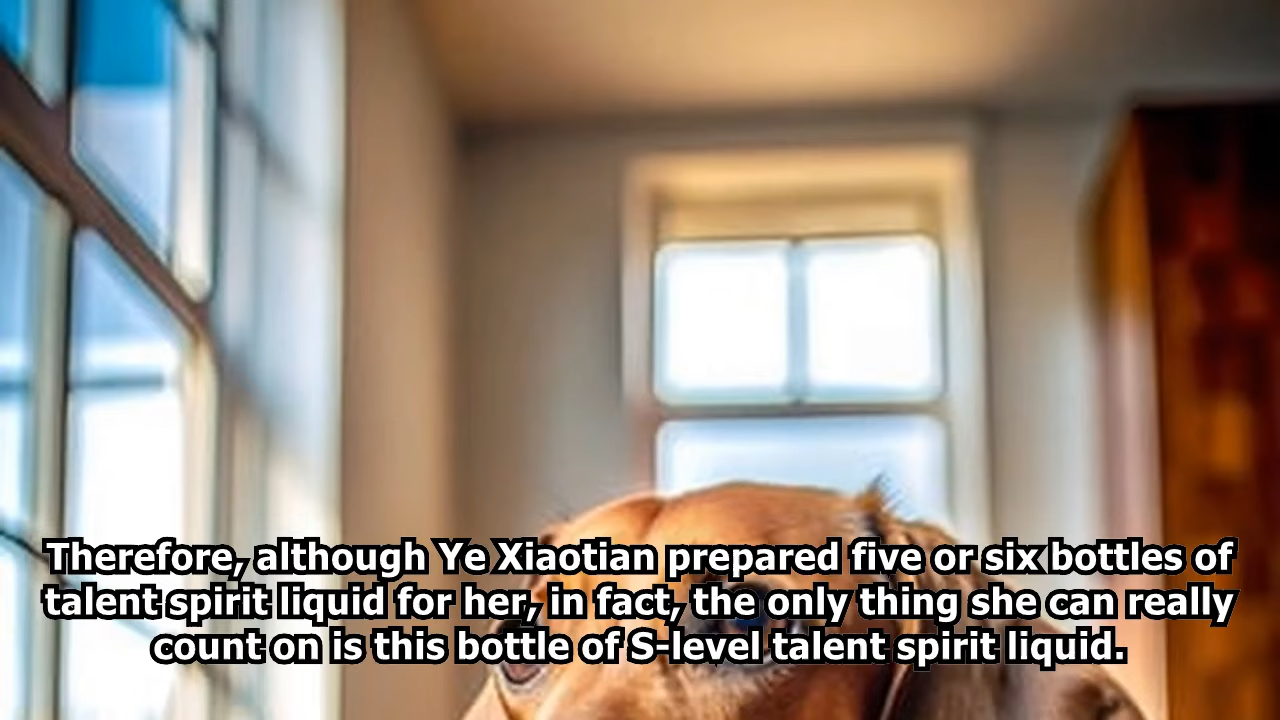 Therefore, although Ye Xiaotian prepared five or six bottles of
talent spirit liquid for her, in fact, the only thing she can really
count on is this bottle of S-level talent spirit liquid.